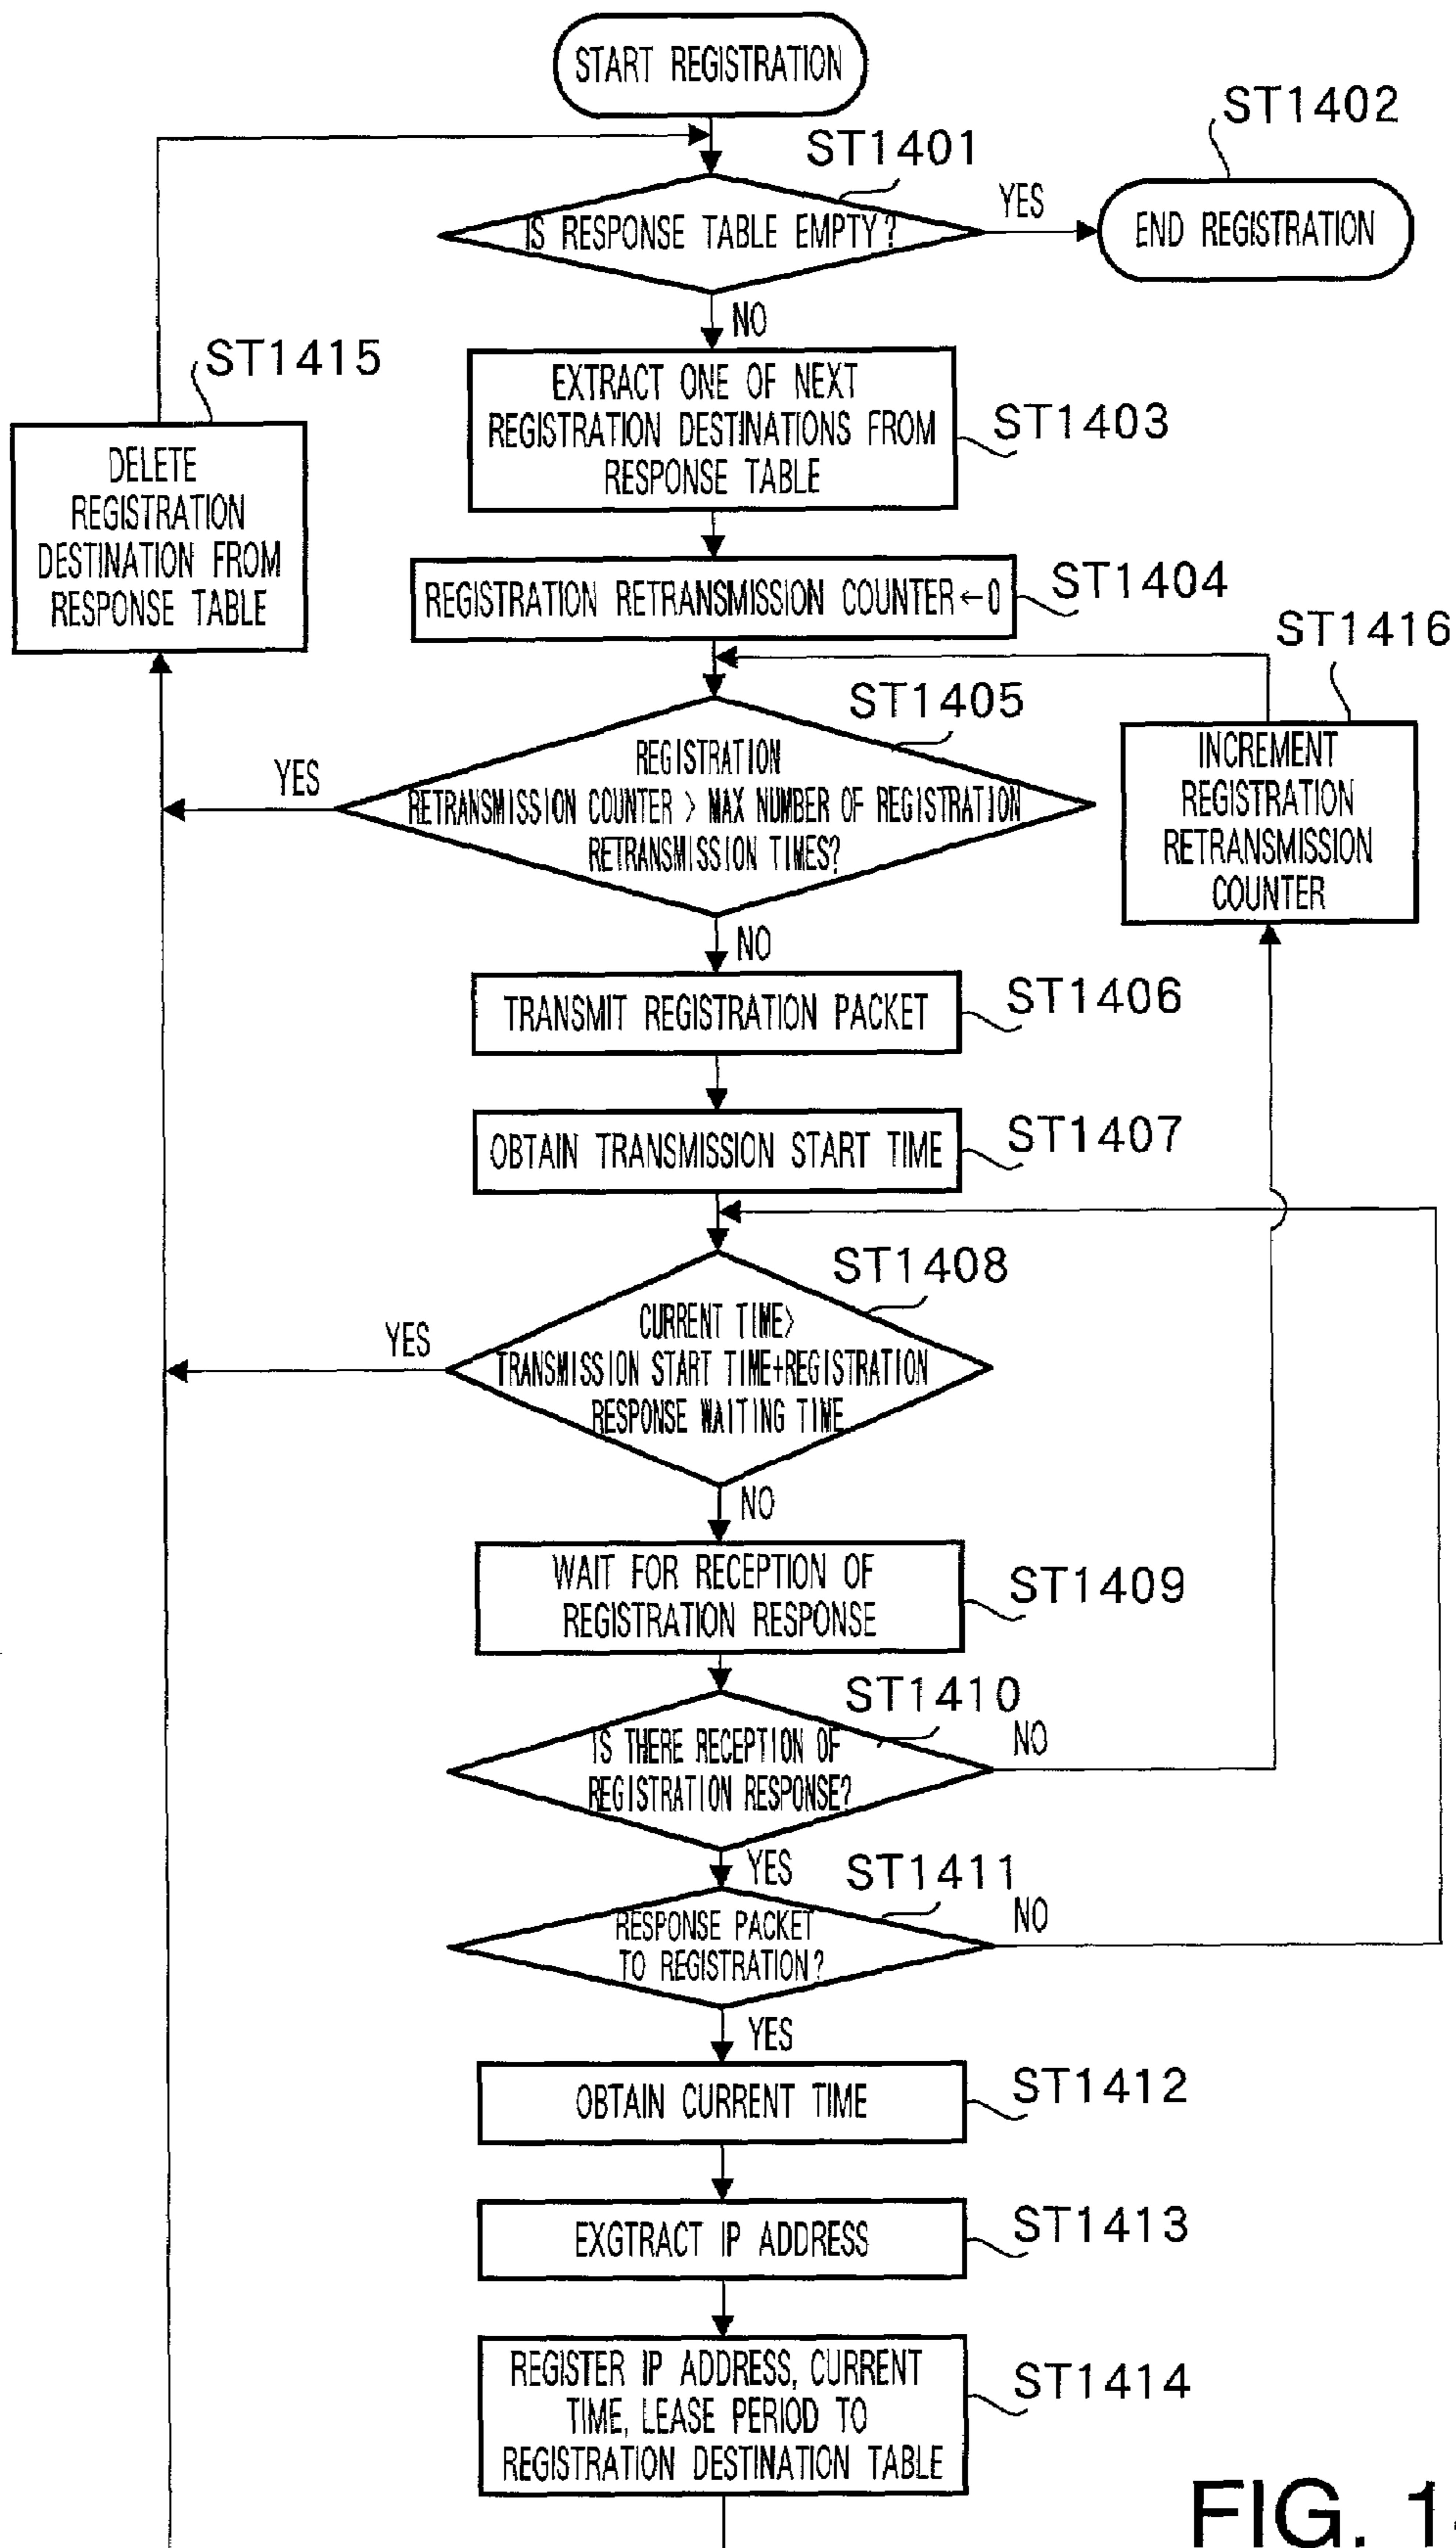 START REGISTRATION
ST1402
ST1401
IS RESPONSE TABLE EMPTY?
YES
END REGISTRATION
NO
ST1415
EXTRACT ONE OF NEXT
REGISTRATION DESTINATIONS FROM
RESPONSE TABLE
ST1403
DELETE
REGISTRATION
DESTINATION FROM
RESPONSE TABLE
REGISTRATION RETRANSMISSION COUNTER←0
ST1404
ST1416
ST1405
REGISTRATION
RETRANSMISSION COUNTER > MAX NUMBER OF REGISTRATION
RETRANSMISSION TIMES?
YES
INCREMENT
REGISTRATION
RETRANSMISSION
COUNTER
NO
TRANSMIT REGISTRATION PACKET
ST1406
OBTAIN TRANSMISSION START TIME
ST1407
ST1408
CURRENT TIME>
TRANSMISSION START TIME+REGISTRATION
RESPONSE WAITING TIME
YES
NO
WAIT FOR RECEPTION OF
REGISTRATION RESPONSE
ST1409
ST1410
IS THERE RECEPTION OF
REGISTRATION RESPONSE?
NO
YES
ST1411
RESPONSE PACKET
TO REGISTRATION?
NO
YES
OBTAIN CURRENT TIME
ST1412
EXGTRACT IP ADDRESS
ST1413
REGISTER IP ADDRESS, CURRENT
TIME, LEASE PERIOD TO
REGISTRATION DESTINATION TABLE
ST1414
FIG. 1